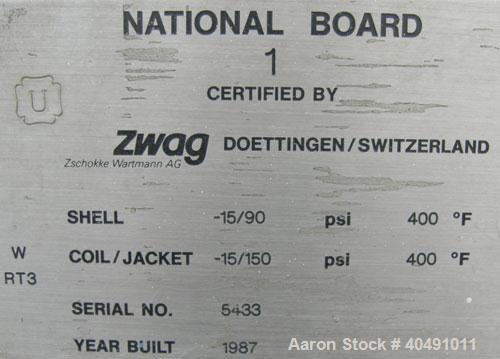 NATIONAL BOARD
1
U
CERTIFIED BY
Zwag DOETTINGEN/SWITZERLAND
Zschokke Wartmann AG
SHELL -15/90 psi 400 °F
W
COIL/JACKET -15/150 psi 400 °F
RT3
SERIAL NO. 5433
YEAR BUILT 1987
Aaron Stock # 40491011